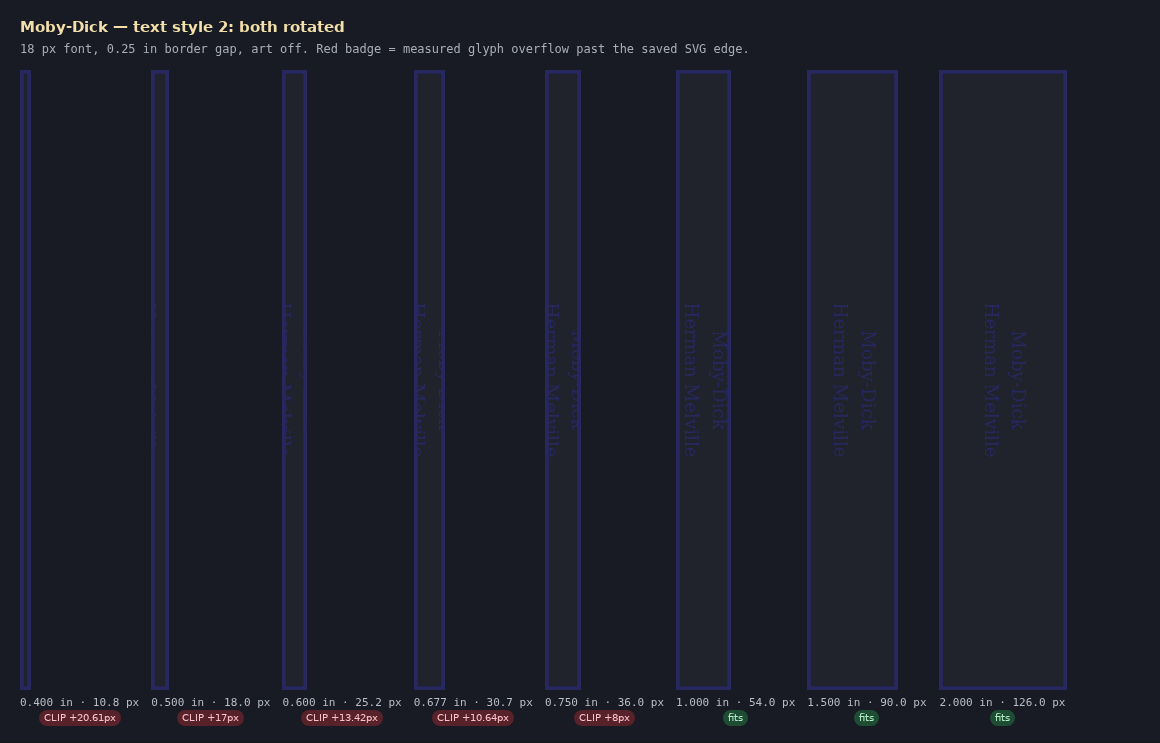 Moby-Dick — text style 2: both rotated
18 px font, 0.25 in border gap, art off. Red badge = measured glyph overflow past the saved SVG edge.
Herman Melville
Herman Melville
Moby-Dick
Herman Melville
Moby-Dick
Herman Melville
Moby-Dick
Herman Melville
Moby-Dick
0.400 in · 10.8 px
CLIP +20.61px
0.500 in · 18.0 px
CLIP +17px
0.600 in · 25.2 px
CLIP +13.42px
0.677 in · 30.7 px
CLIP +10.64px
0.750 in · 36.0 px
CLIP +8px
1.000 in · 54.0 px
fits
1.500 in · 90.0 px
fits
2.000 in · 126.0 px
fits